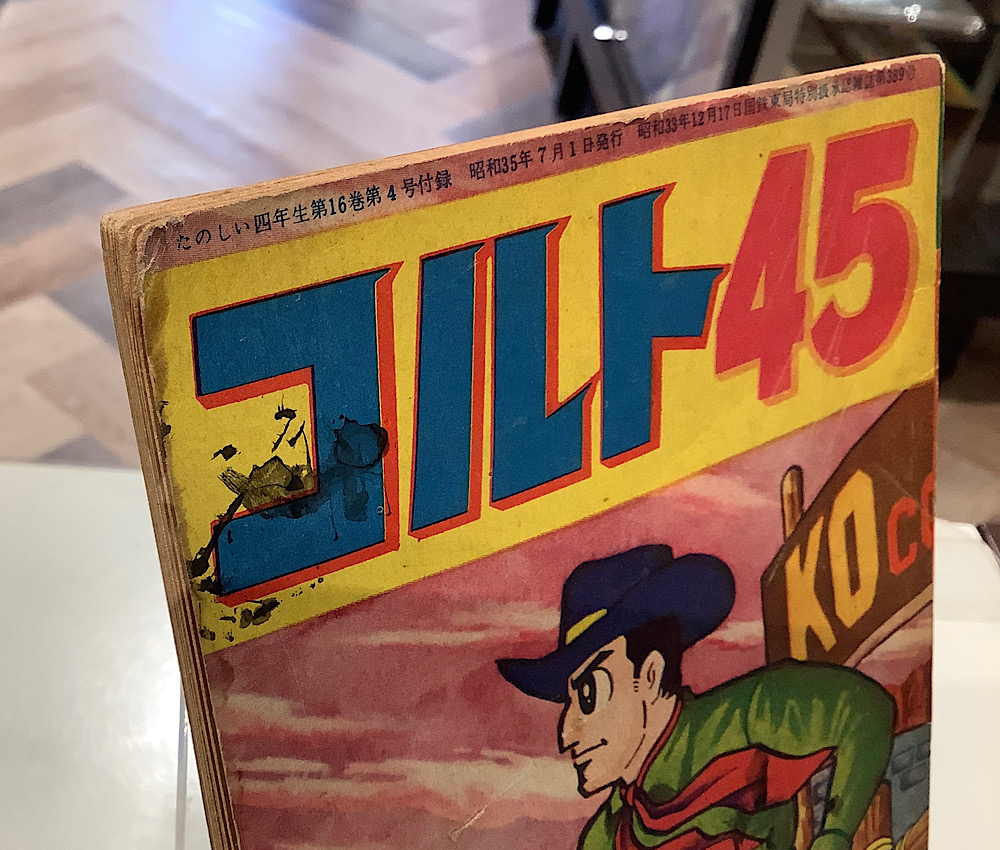 たのしい四年生第16巻第4号付録 昭和35年7月1日発行 昭和33年12月17日国鉄東局特別扱承認雑誌第389号
コルト45
KO CO